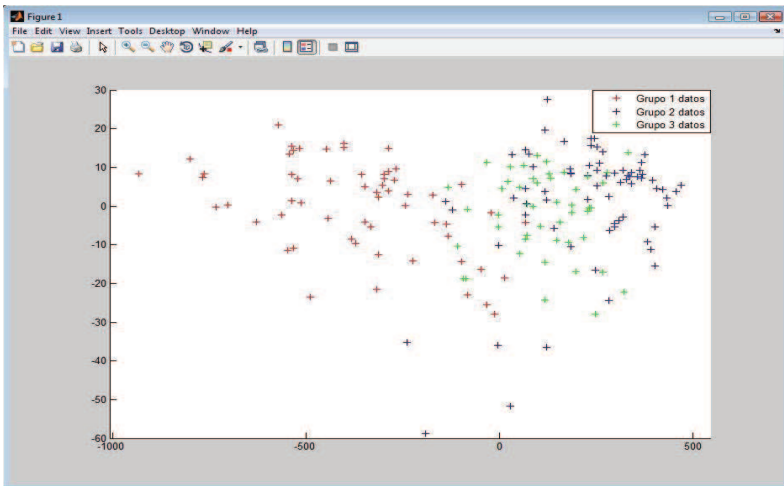 Figure 1
File Edit View Insert Tools Desktop Window Help
30
20
10
0
-10
-20
-30
-40
-50
-60
-1000 -500 0 500
Grupo 1 datos
Grupo 2 datos
Grupo 3 datos